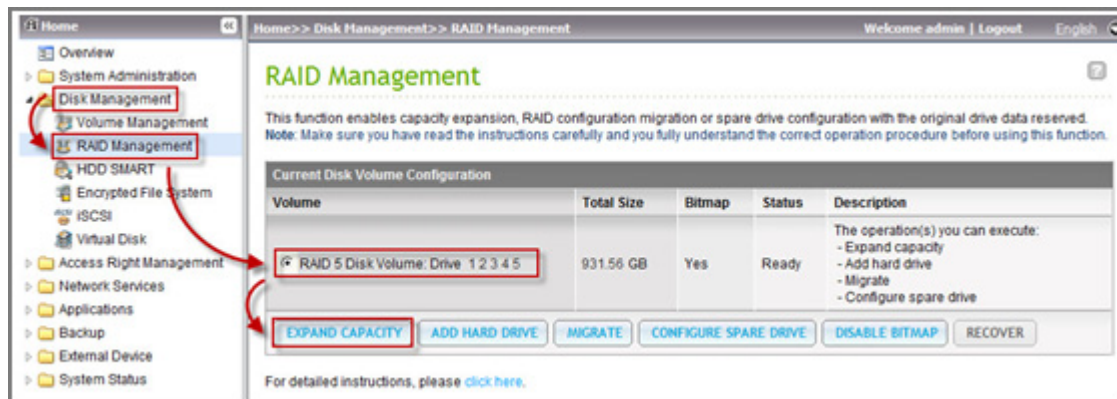 Home
Overview
System Administration
Disk Management
Volume Management
RAID Management
HDD SMART
Encrypted File System
iSCSI
Virtual Disk
Access Right Management
Network Services
Applications
Backup
External Device
System Status
Home>> Disk Management>> RAID Management
Welcome admin | Logout
English
RAID Management
?
This function enables capacity expansion, RAID configuration migration or spare drive configuration with the original drive data reserved.
Note: Make sure you have read the instructions carefully and you fully understand the correct operation procedure before using this function.
Current Disk Volume Configuration
Volume Total Size Bitmap Status Description
RAID 5 Disk Volume: Drive 1 2 3 4 5 931.56 GB Yes Ready
The operation(s) you can execute:
- Expand capacity
- Add hard drive
- Migrate
- Configure spare drive
EXPAND CAPACITY ADD HARD DRIVE MIGRATE CONFIGURE SPARE DRIVE DISABLE BITMAP RECOVER
For detailed instructions, please click here.